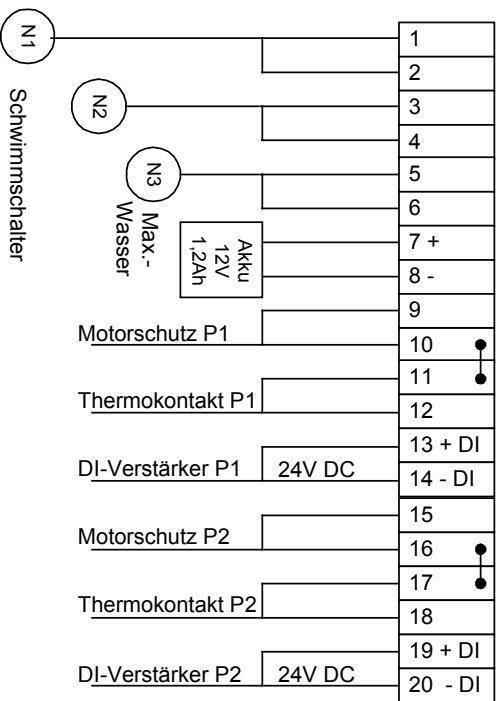 N1
Schwimmschalter
N2
N3
Max.-
Wasser
Akku
12V
1,2Ah
Motorschutz P1
Thermokontakt P1
DI-Verstärker P1 24V DC
Motorschutz P2
Thermokontakt P2
DI-Verstärker P2 24V DC
1
2
3
4
5
6
7 +
8 -
9
10
11
12
13 + DI
14 - DI
15
16
17
18
19 + DI
20 - DI